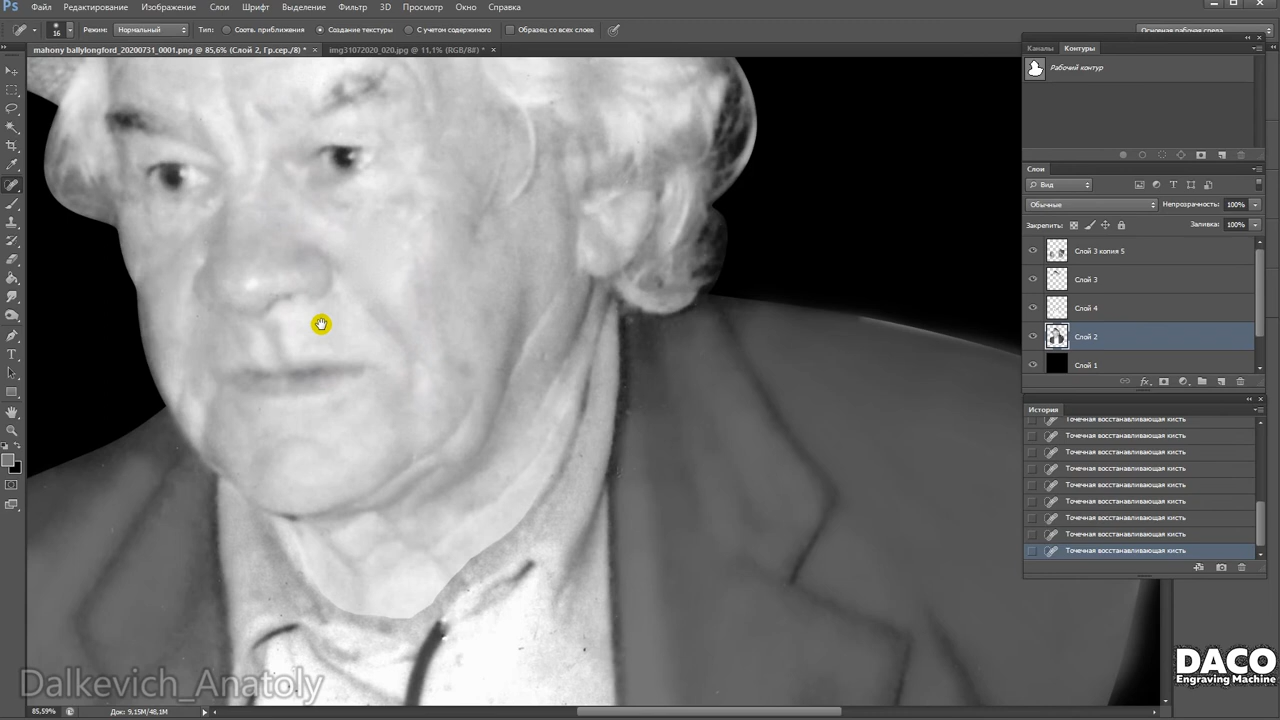 Ps Файл Редактирование Изображение Слои Шрифт Выделение Фильтр 3D Просмотр Окно Справка
16 Режим: Нормальный Тип: Соотв. приближения Создание текстуры С учетом содержимого Образец со всех слоев Основная рабочая среда
mahony ballylongford_20200731_0001.png @ 85,6% (Слой 2, Гр.сер./8) * × img31072020_020.jpg @ 11,1% (RGB/8#) * ×
Каналы Контуры
Рабочий контур
Слои
Вид
Обычные Непрозрачность: 100%
Закрепить: Заливка: 100%
Слой 3 копия 5
Слой 3
Слой 4
Слой 2
Слой 1
История
Точечная восстанавливающая кисть
Точечная восстанавливающая кисть
Точечная восстанавливающая кисть
Точечная восстанавливающая кисть
Точечная восстанавливающая кисть
Точечная восстанавливающая кисть
Точечная восстанавливающая кисть
Точечная восстанавливающая кисть
Точечная восстанавливающая кисть
DACO
Engraving Machine
Dalkevich_Anatoly
85,59% Док: 9,15M/48,1M